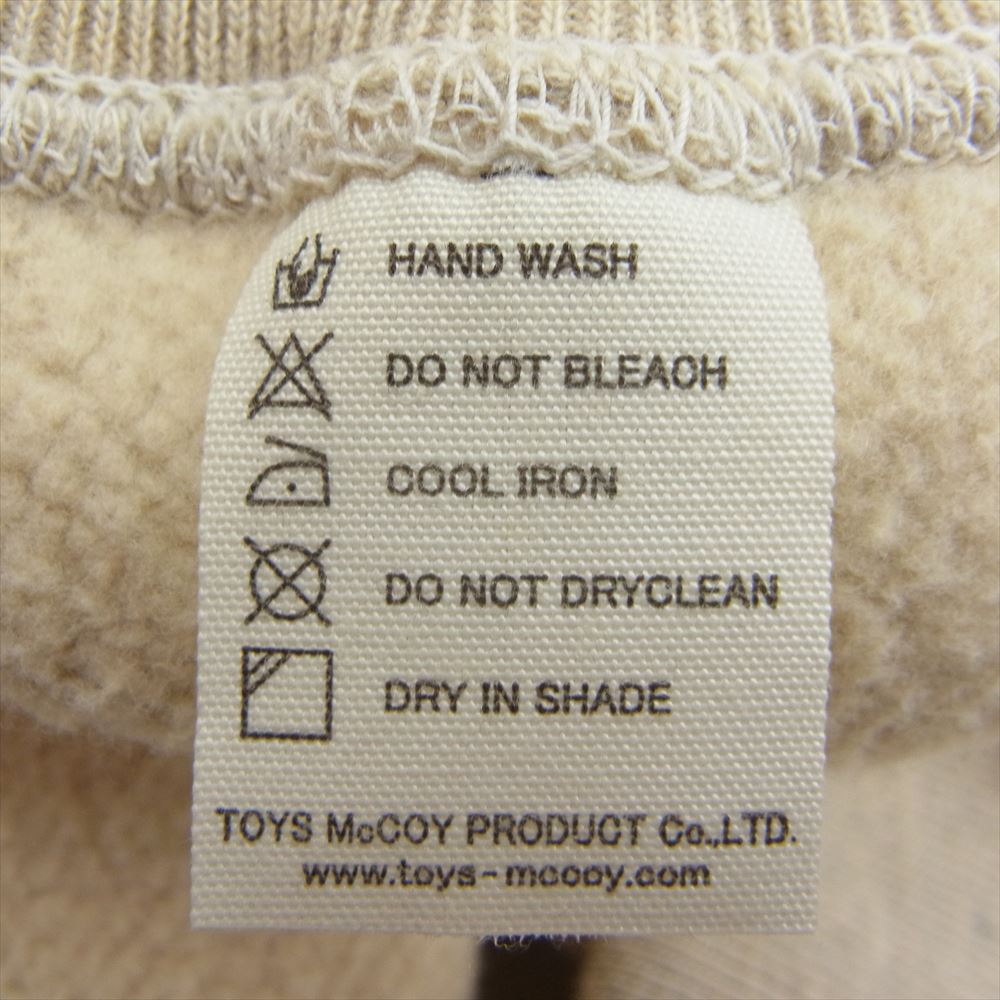 HAND WASH
DO NOT BLEACH
COOL IRON
DO NOT DRYCLEAN
DRY IN SHADE
TOYS McCOY PRODUCT Co.,LTD.
www.toys-mccoy.com